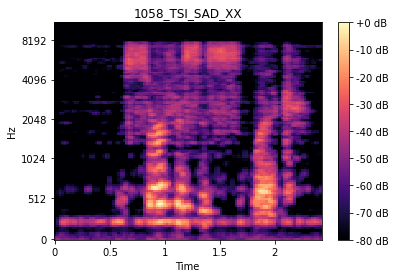 1058_TSI_SAD_XX
8192
4096
2048
1024
512
0
Hz
0
0.5
1
1.5
2
Time
+0 dB
-10 dB
-20 dB
-30 dB
-40 dB
-50 dB
-60 dB
-70 dB
-80 dB